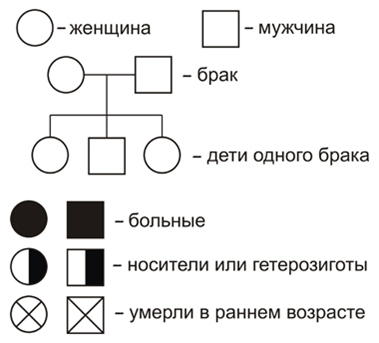 – женщина – мужчина
– брак
– дети одного брака
– больные
– носители или гетерозиготы
– умерли в раннем возрасте